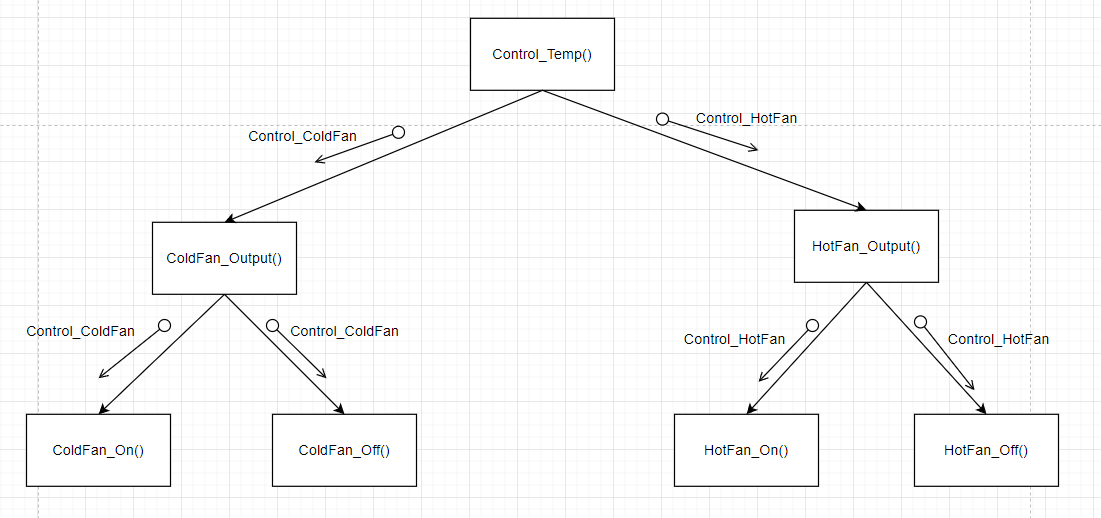 Control_Temp()
Control_ColdFan
Control_HotFan
ColdFan_Output()
HotFan_Output()
Control_ColdFan
Control_ColdFan
Control_HotFan
Control_HotFan
ColdFan_On()
ColdFan_Off()
HotFan_On()
HotFan_Off()